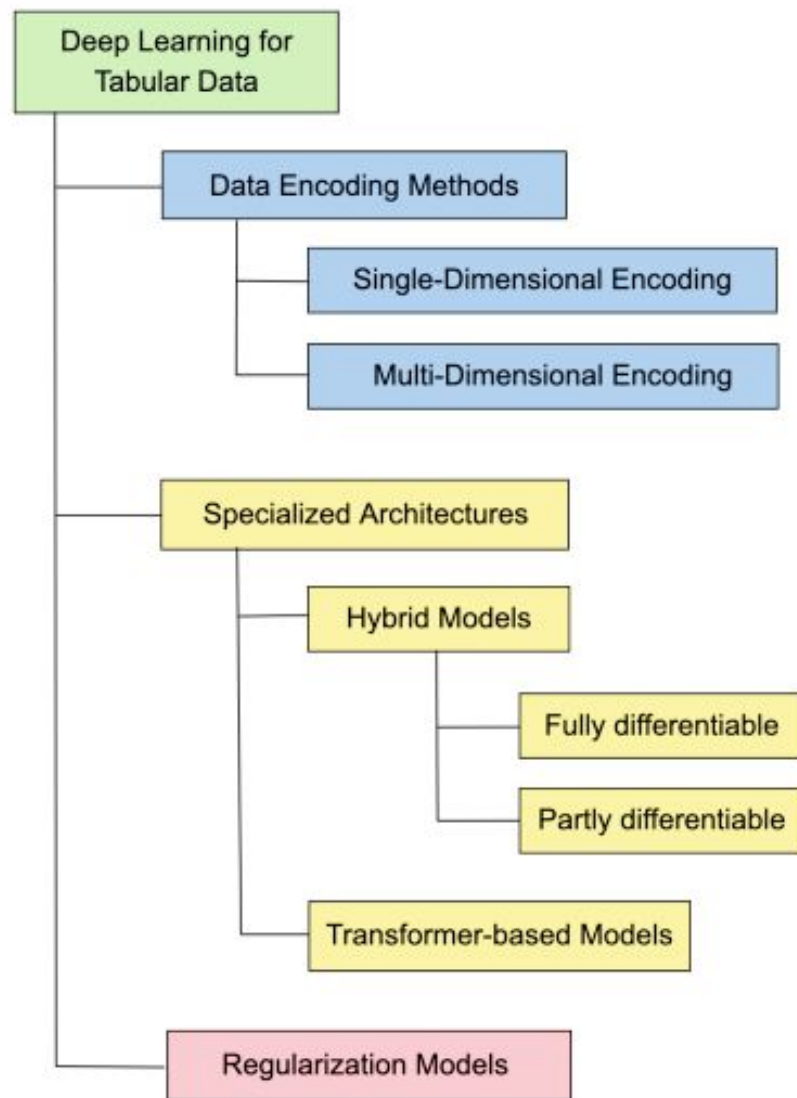 Deep Learning for
Tabular Data
Data Encoding Methods
Single-Dimensional Encoding
Multi-Dimensional Encoding
Specialized Architectures
Hybrid Models
Fully differentiable
Partly differentiable
Transformer-based Models
Regularization Models